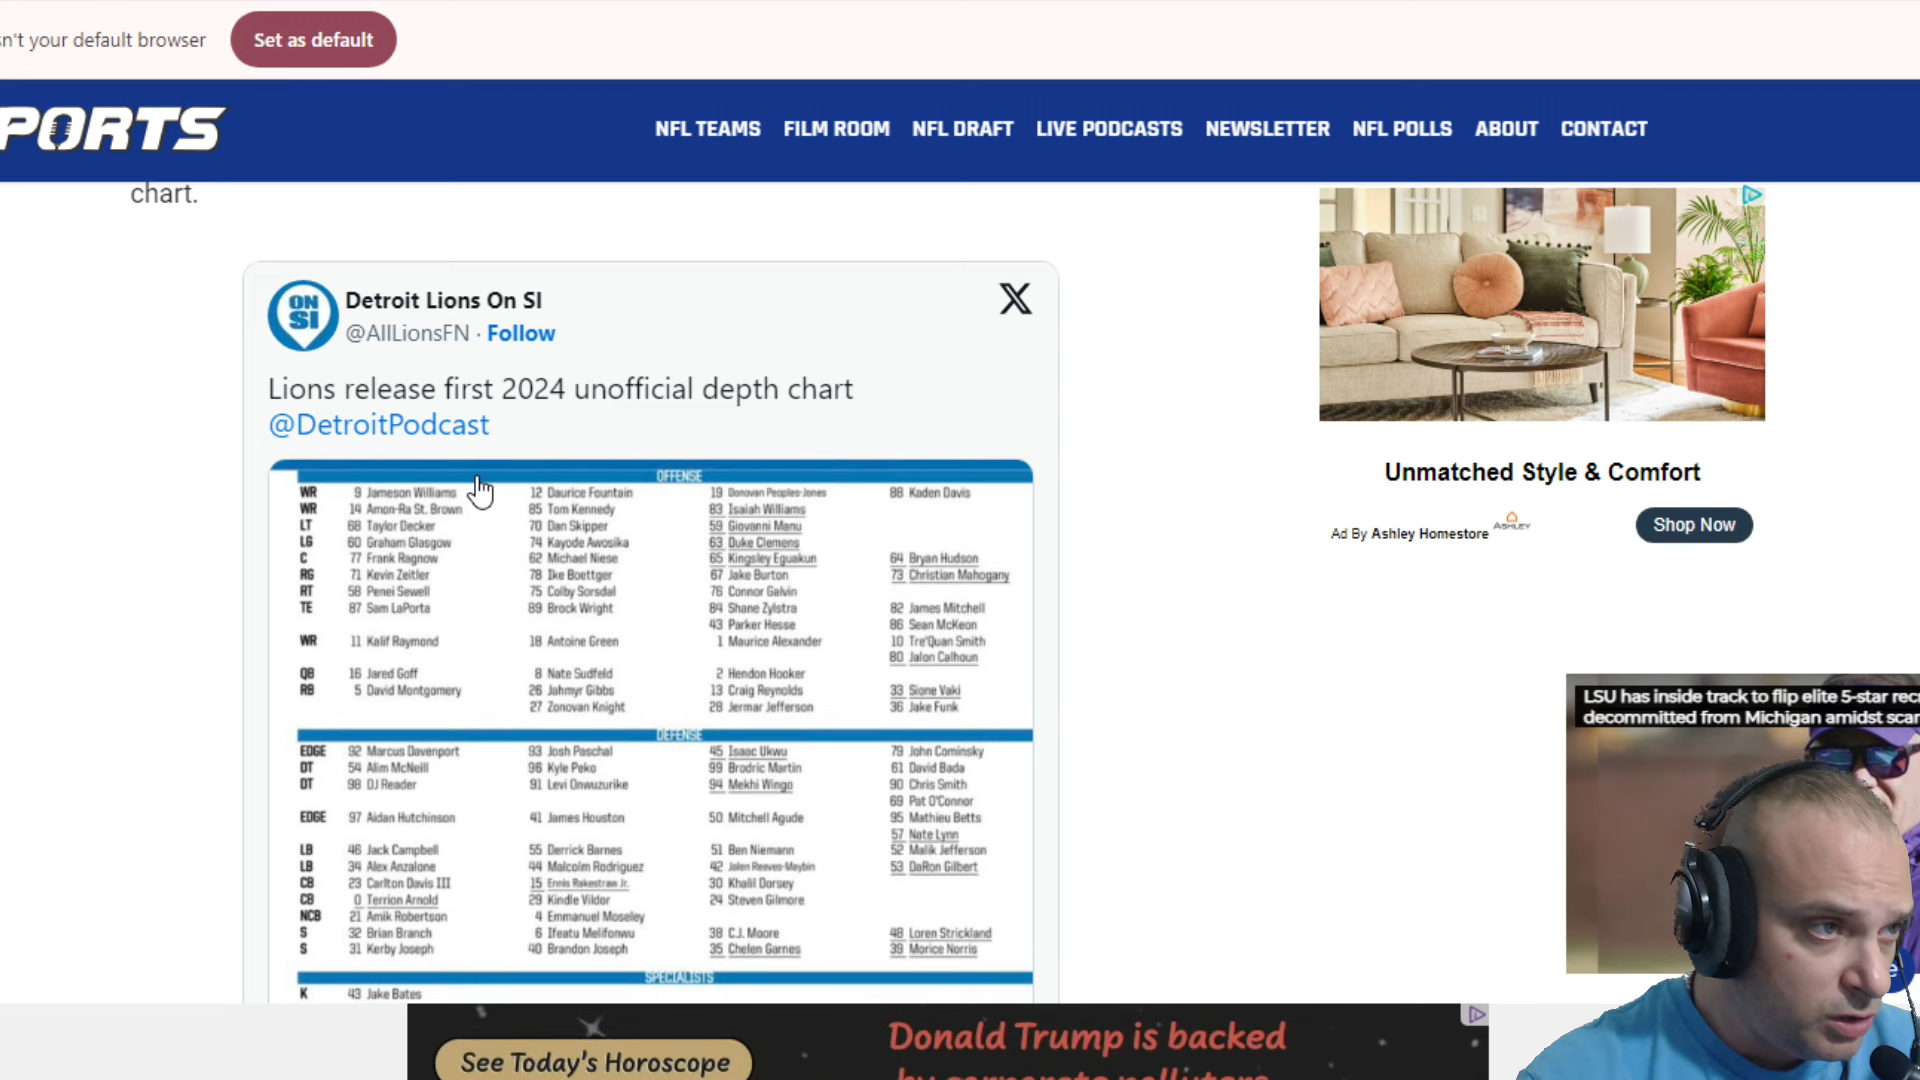 n't your default browser
Set as default
PORTS
NFL TEAMS FILM ROOM NFL DRAFT LIVE PODCASTS NEWSLETTER NFL POLLS ABOUT CONTACT
chart.
ON
SI
Detroit Lions On SI
@AllLionsFN · Follow
Lions release first 2024 unofficial depth chart
@DetroitPodcast
OFFENSE
WR 9 Jameson Williams 12 Daurice Fountain 19 Donovan Peoples-Jones 88 Kaden Davis
WR 14 Amon-Ra St. Brown 85 Tom Kennedy 83 Isaiah Williams
LT 68 Taylor Decker 70 Dan Skipper 59 Giovanni Manu
LG 60 Graham Glasgow 74 Kayode Awosika 63 Duke Clemens
C 77 Frank Ragnow 62 Michael Niese 65 Kingsley Eguakun 64 Bryan Hudson
RG 71 Kevin Zeitler 78 Ike Boettger 67 Jake Burton 73 Christian Mahogany
RT 58 Penei Sewell 75 Colby Sorsdal 76 Connor Galvin
TE 87 Sam LaPorta 89 Brock Wright 84 Shane Zylstra 82 James Mitchell
43 Parker Hesse 86 Sean McKeon
WR 11 Kalif Raymond 18 Antoine Green 1 Maurice Alexander 10 Tre'Quan Smith
80 Jalon Calhoun
QB 16 Jared Goff 8 Nate Sudfeld 2 Hendon Hooker
RB 5 David Montgomery 26 Jahmyr Gibbs 13 Craig Reynolds 33 Sione Vaki
27 Zonovan Knight 28 Jermar Jefferson 36 Jake Funk
DEFENSE
EDGE 92 Marcus Davenport 93 Josh Paschal 45 Isaac Ukwu 79 John Cominsky
DT 54 Alim McNeill 96 Kyle Peko 99 Brodric Martin 61 David Bada
DT 98 DJ Reader 91 Levi Onwuzurike 94 Mekhi Wingo 90 Chris Smith
69 Pat O'Connor
EDGE 97 Aidan Hutchinson 41 James Houston 50 Mitchell Agude 95 Mathieu Betts
57 Nate Lynn
LB 46 Jack Campbell 55 Derrick Barnes 51 Ben Niemann 52 Malik Jefferson
LB 34 Alex Anzalone 44 Malcolm Rodriguez 42 Jalen Reeves-Maybin 53 DaRon Gilbert
CB 23 Carlton Davis III 15 Ennis Rakestraw Jr. 30 Khalil Dorsey
CB 0 Terrion Arnold 29 Kindle Vildor 24 Steven Gilmore
NCB 21 Amik Robertson 4 Emmanuel Moseley
S 32 Brian Branch 6 Ifeatu Melifonwu 38 C.J. Moore 48 Loren Strickland
S 31 Kerby Joseph 40 Brandon Joseph 35 Chelen Garnes 39 Morice Norris
SPECIALISTS
K 43 Jake Bates
Unmatched Style & Comfort
Ad By Ashley Homestore
ASHLEY
Shop Now
LSU has inside track to flip elite 5-star recr
decommitted from Michigan amidst scan
See Today's Horoscope
Donald Trump is backed
by corporate polluters